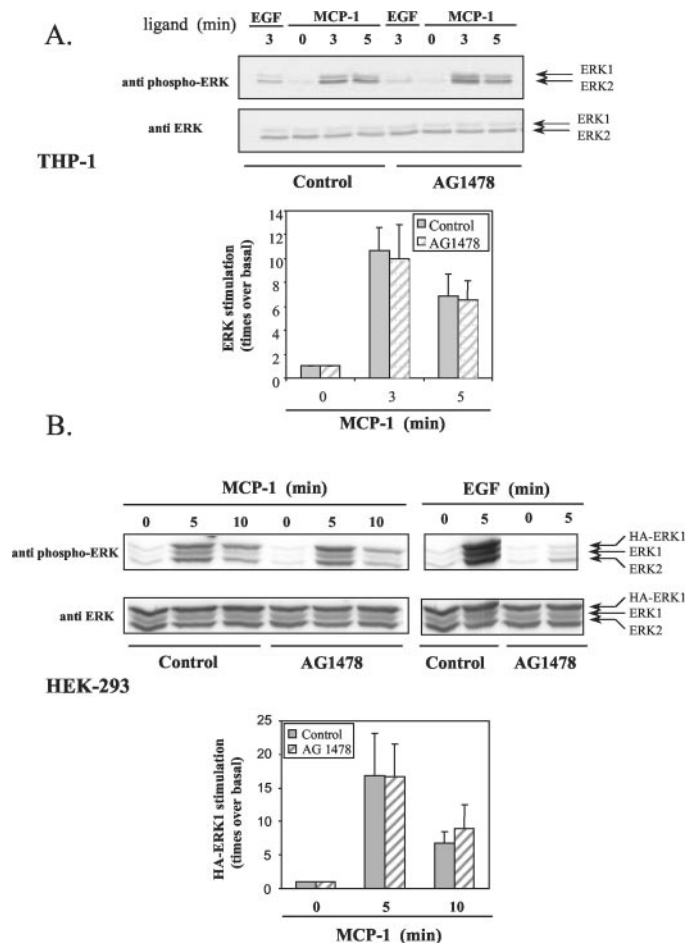 A.
EGF MCP-1 EGF MCP-1
ligand (min) 3 0 3 5 3 0 3 5
anti phospho-ERK
ERK1
ERK2
anti ERK
ERK1
ERK2
THP-1
Control AG1478
14
12
10
8
6
4
2
0
ERK stimulation
(times over basal)
Control
AG1478
0 3 5
MCP-1 (min)
B.
MCP-1 (min) EGF (min)
0 5 10 0 5 10 0 5 0 5
anti phospho-ERK
HA-ERK1
ERK1
ERK2
anti ERK
HA-ERK1
ERK1
ERK2
Control AG1478 Control AG1478
HEK-293
25
20
15
10
5
0
HA-ERK1 stimulation
(times over basal)
Control
AG 1478
0 5 10
MCP-1 (min)